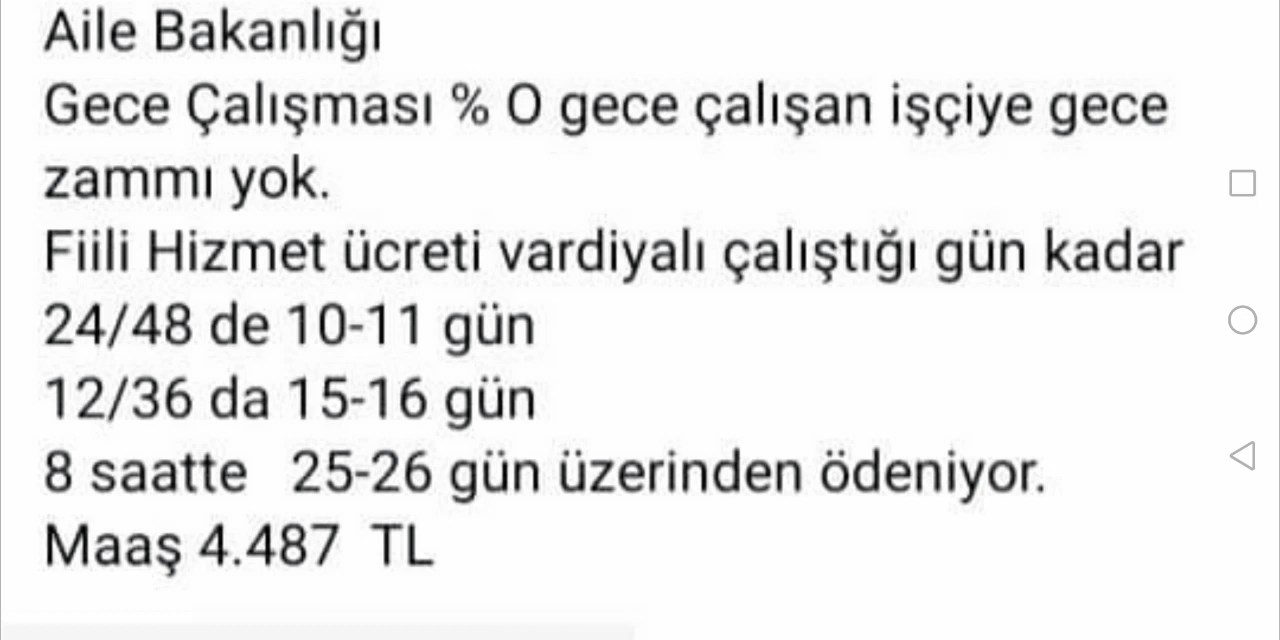 Aile Bakanlığı
Gece Çalışması % O gece çalışan işçiye gece
zammı yok.
Fiili Hizmet ücreti vardiyalı çalıştığı gün kadar
24/48 de 10-11 gün
12/36 da 15-16 gün
8 saatte   25-26 gün üzerinden ödeniyor.
Maaş 4.487  TL